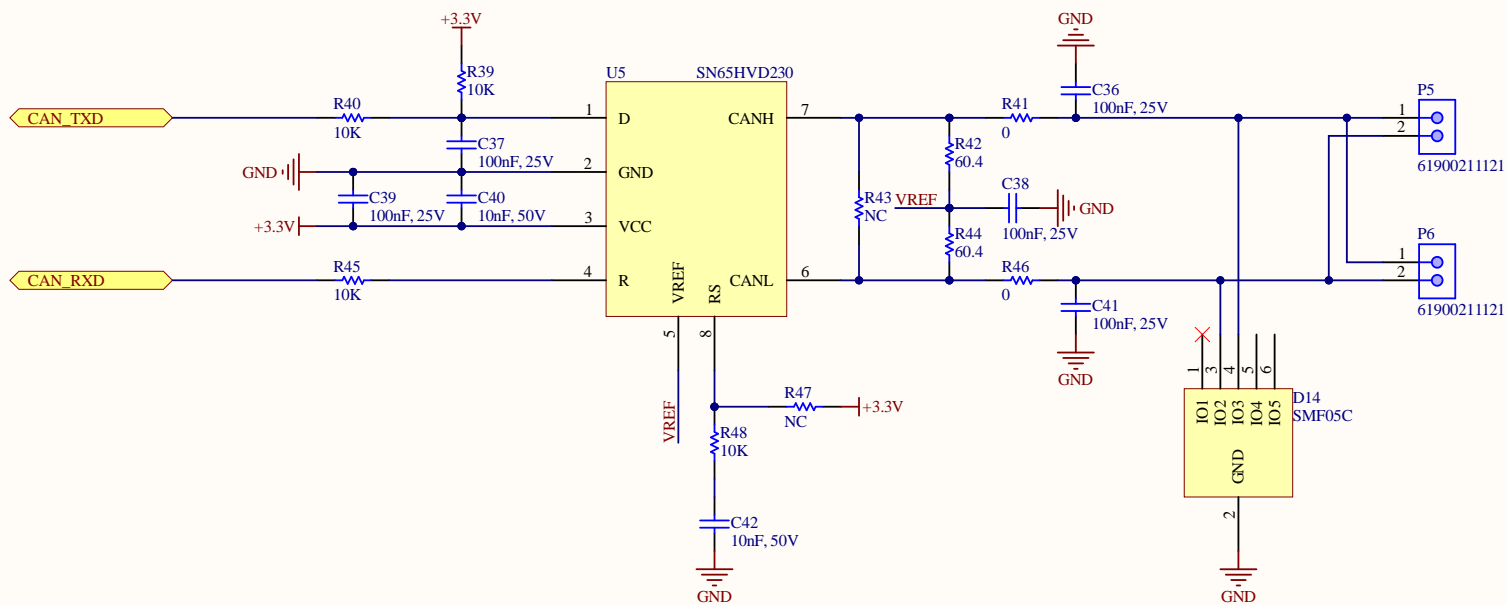 +3.3V
GND
R39
10K
U5
SN65HVD230
C36
100nF, 25V
P5
CAN_TXD
R40
10K
1
D
CANH
7
R41
0
1
2
61900211121
C37
100nF, 25V
R42
60.4
GND
2
GND
C39
100nF, 25V
C40
10nF, 50V
R43
NC
VREF
C38
100nF, 25V
GND
+3.3V
3
VCC
R44
60.4
P6
CAN_RXD
R45
10K
4
R
VREF
RS
CANL
6
R46
0
1
2
61900211121
C41
100nF, 25V
GND
5
8
VREF
R47
NC
+3.3V
R48
10K
1
3
4
5
6
IO1
IO2
IO3
IO4
IO5
D14
SMF05C
GND
2
C42
10nF, 50V
GND
GND